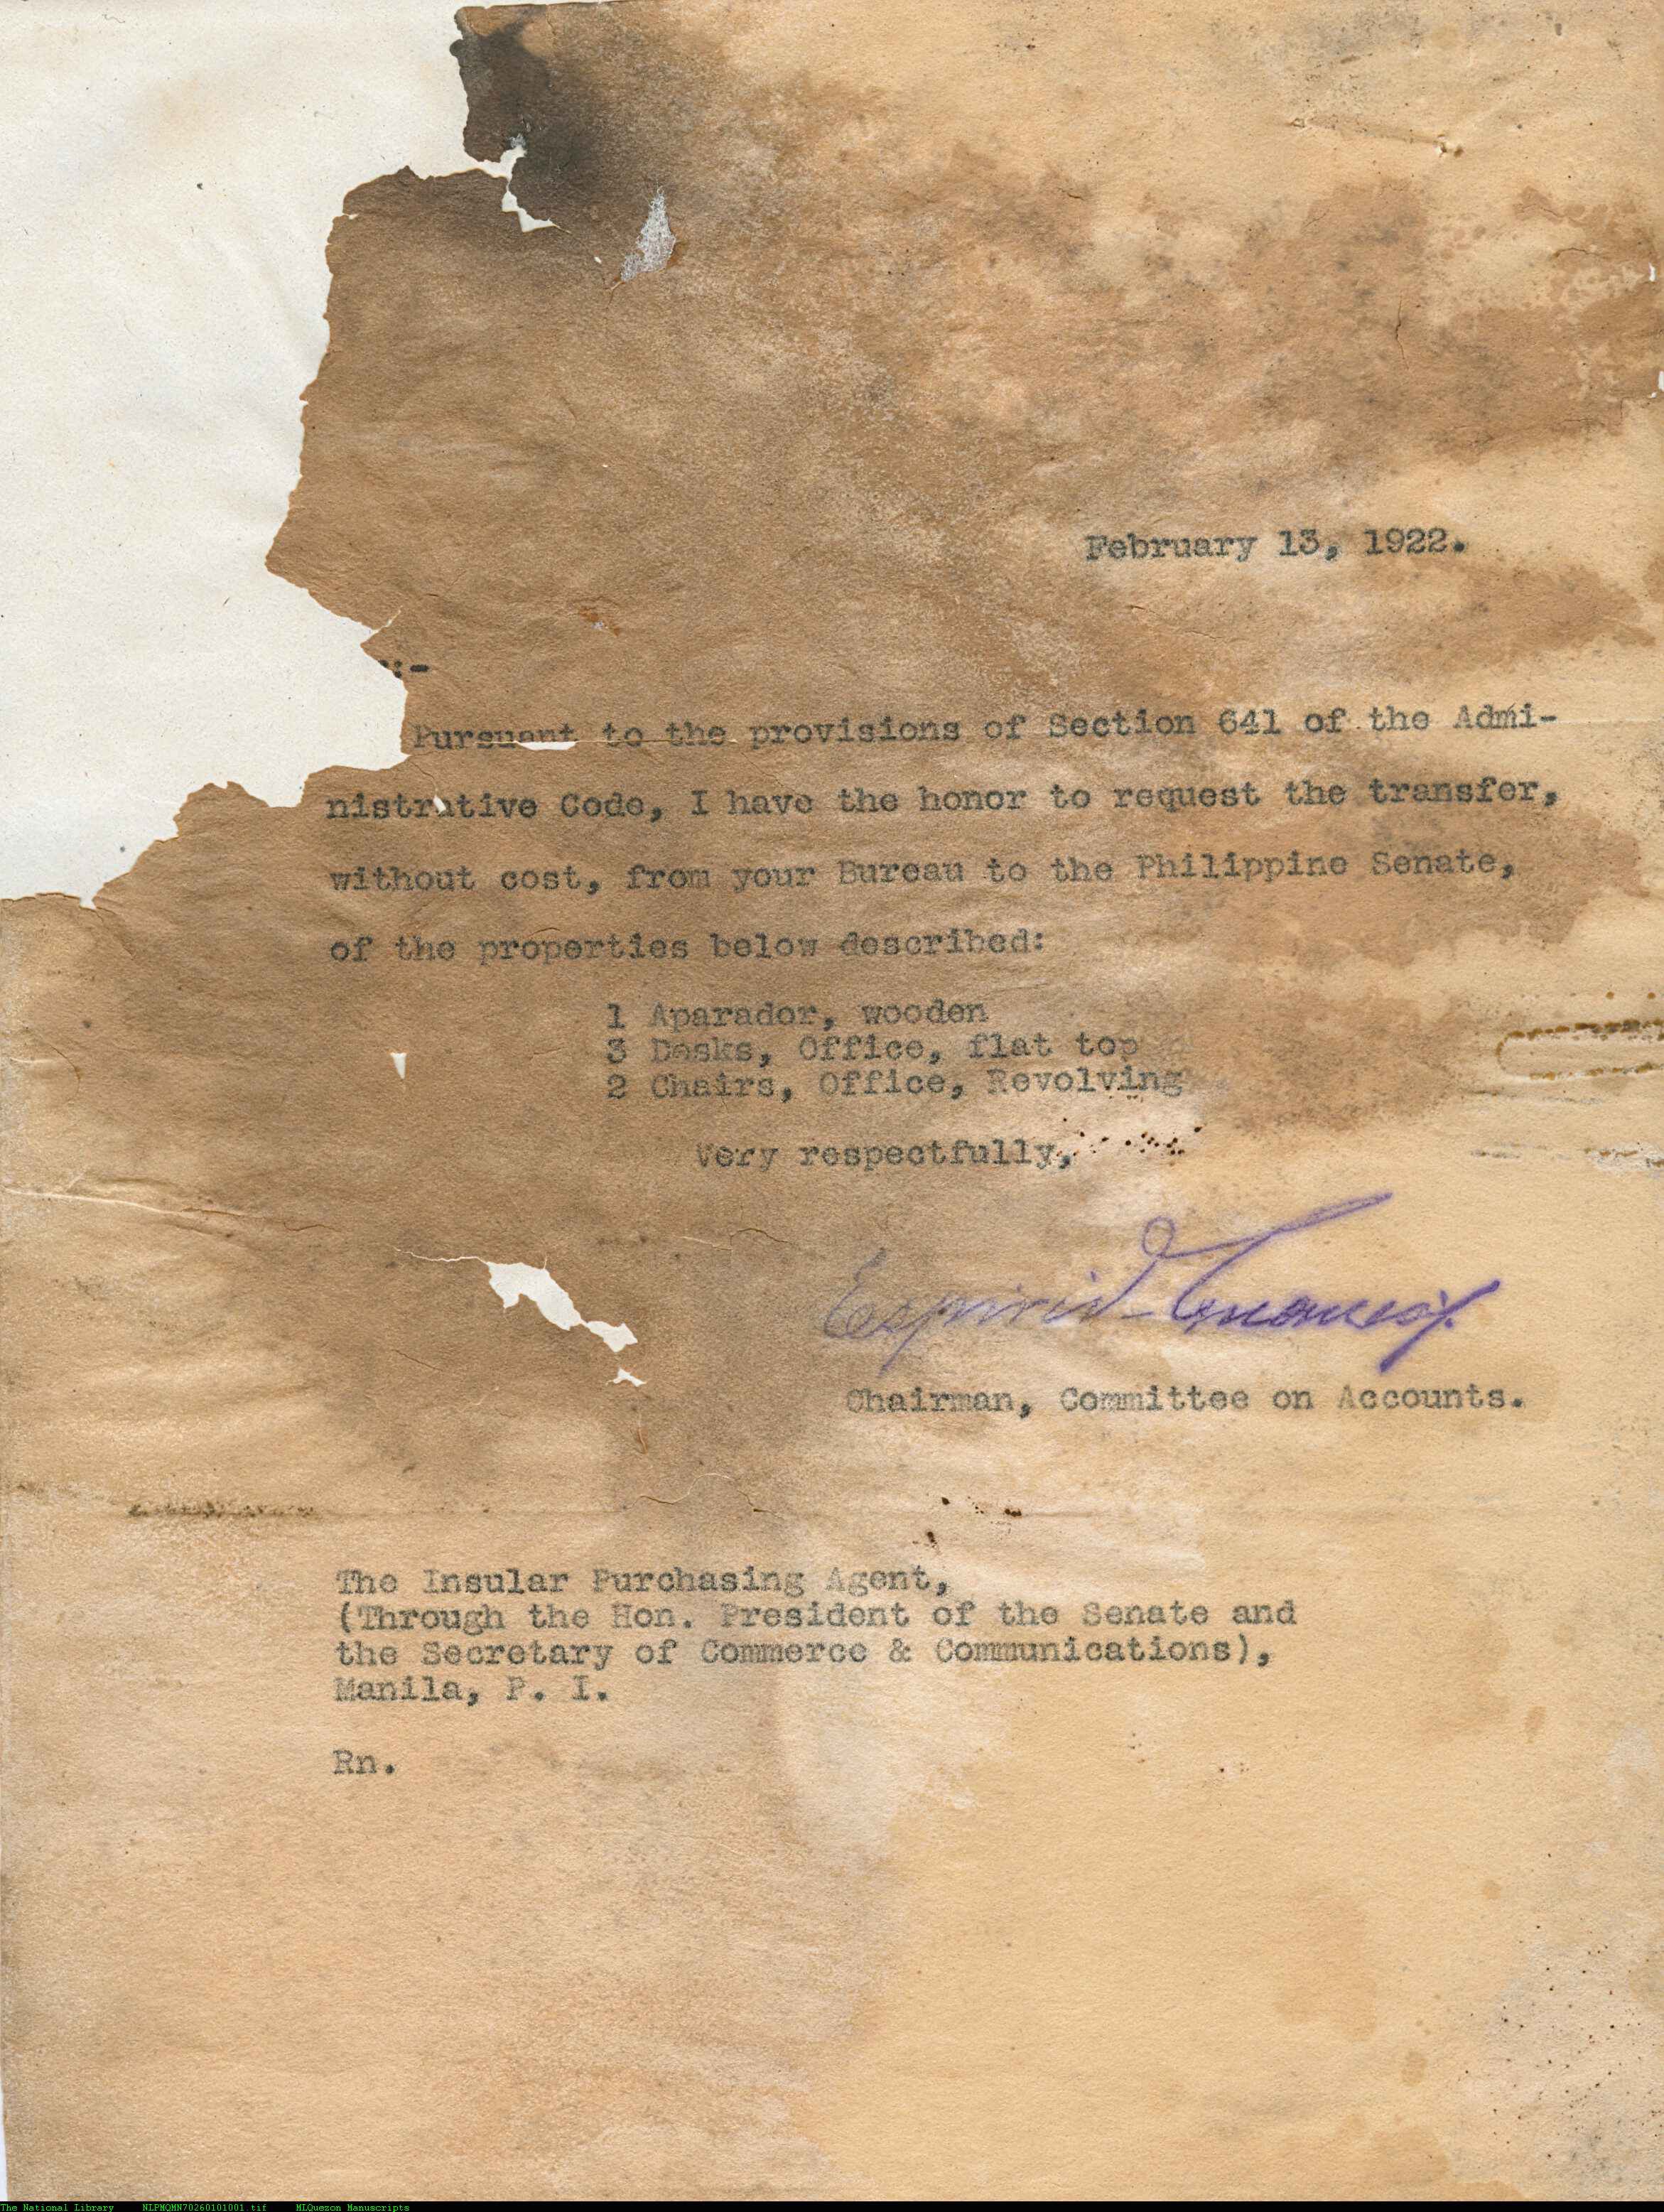 February 13, 1922.
:-
Pursuant to the provisions of Section 641 of the Admi-
nistrative Code, I have the honor to request the transfer,
without cost, from your Bureau to the Philippine Senate,
of the properties below described:
1 Aparador, wooden
3 Desks, Office, flat top
2 Chairs, Office, Revolving
Very respectfully,
Chairman, Committee on Accounts.
The Insular Purchasing Agent,
(Through the Hon. President of the Senate and
the Secretary of Commerce & Communications),
Manila, P. I.
Rn.
The National Library NLPMQMN70260101001.tif MLQuezon Manuscripts